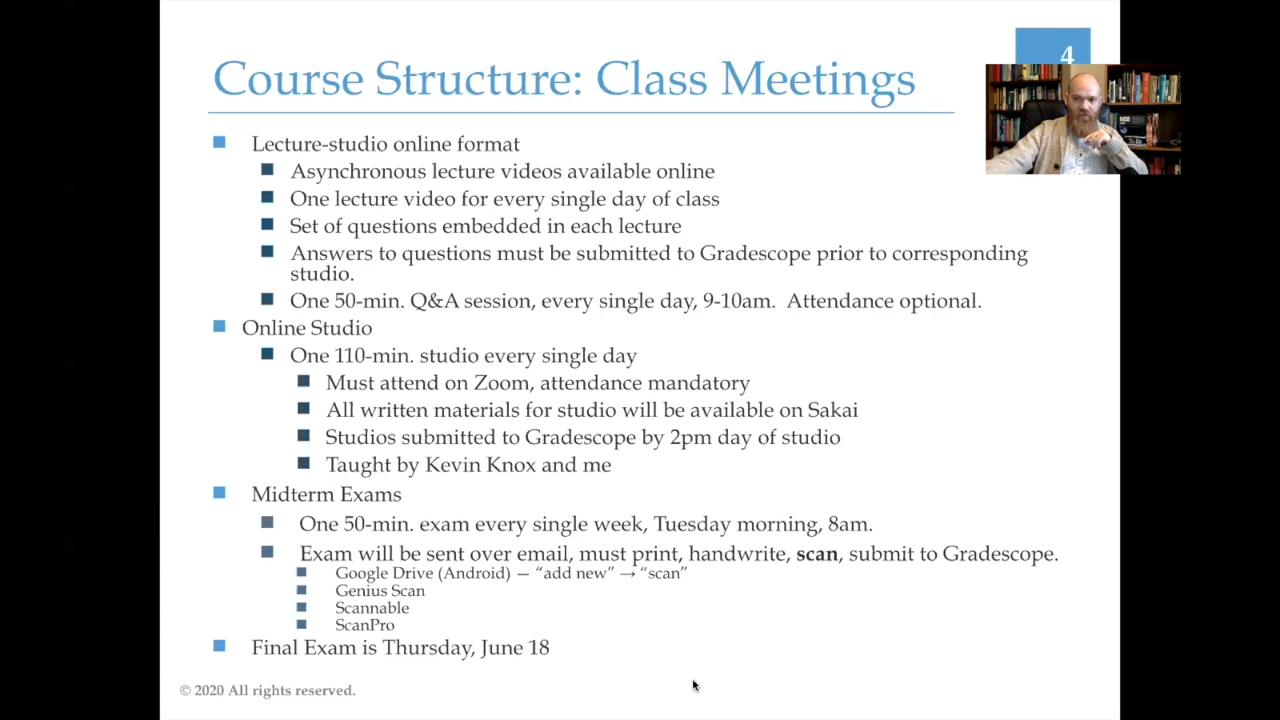 4
Course Structure: Class Meetings
Lecture-studio online format
Asynchronous lecture videos available online
One lecture video for every single day of class
Set of questions embedded in each lecture
Answers to questions must be submitted to Gradescope prior to corresponding
studio.
One 50-min. Q&A session, every single day, 9-10am. Attendance optional.
Online Studio
One 110-min. studio every single day
Must attend on Zoom, attendance mandatory
All written materials for studio will be available on Sakai
Studios submitted to Gradescope by 2pm day of studio
Taught by Kevin Knox and me
Midterm Exams
One 50-min. exam every single week, Tuesday morning, 8am.
Exam will be sent over email, must print, handwrite, scan, submit to Gradescope.
Google Drive (Android) — “add new” → “scan”
Genius Scan
Scannable
ScanPro
Final Exam is Thursday, June 18
© 2020 All rights reserved.